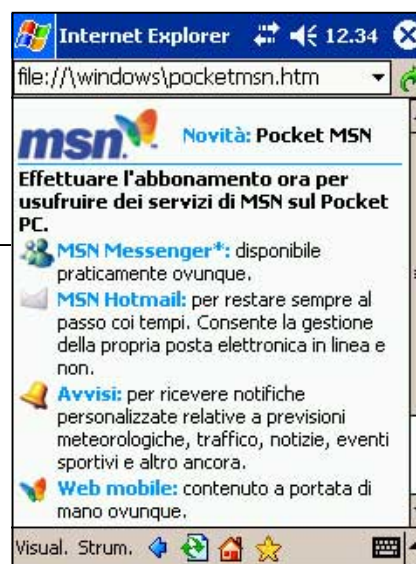 Internet Explorer 12.34
file://\windows\pocketmsn.htm
msn Novità: Pocket MSN
Effettuare l'abbonamento ora per
usufruire dei servizi di MSN sul Pocket
PC.
MSN Messenger*: disponibile
praticamente ovunque.
MSN Hotmail: per restare sempre al
passo coi tempi. Consente la gestione
della propria posta elettronica in linea e
non.
Avvisi: per ricevere notifiche
personalizzate relative a previsioni
meteorologiche, traffico, notizie, eventi
sportivi e altro ancora.
Web mobile: contenuto a portata di
mano ovunque.
Visual. Strum.